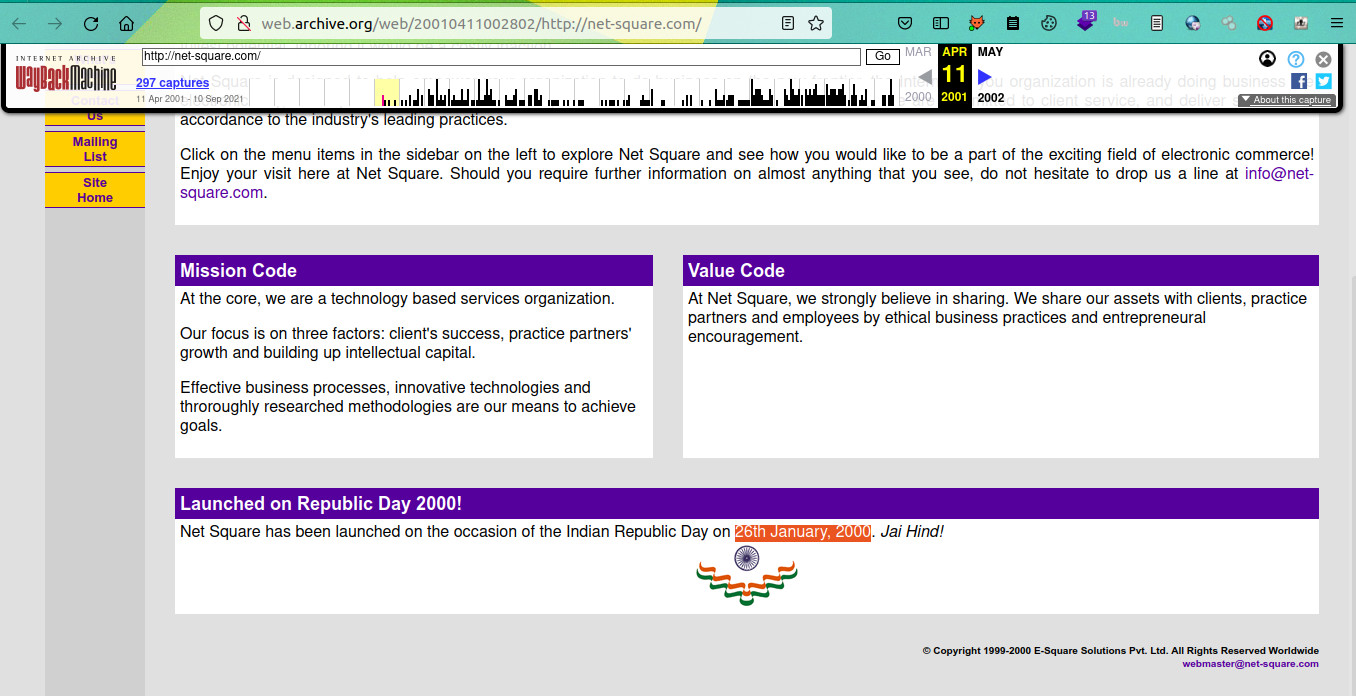 web.archive.org/web/20010411002802/http://net-square.com/
13
INTERNET ARCHIVE
WayBackMachine
http://net-square.com/
Go
MAR
APR
MAY
297 captures
11 Apr 2001 - 10 Sep 2021
11
2000
2001
2002
About this capture
Us
Mailing
List
Site
Home
accordance to the industry's leading practices.
Click on the menu items in the sidebar on the left to explore Net Square and see how you would like to be a part of the exciting field of electronic commerce!
Enjoy your visit here at Net Square. Should you require further information on almost anything that you see, do not hesitate to drop us a line at info@net-
square.com.
Mission Code
At the core, we are a technology based services organization.
Our focus is on three factors: client's success, practice partners'
growth and building up intellectual capital.
Effective business processes, innovative technologies and
throroughly researched methodologies are our means to achieve
goals.
Value Code
At Net Square, we strongly believe in sharing. We share our assets with clients, practice
partners and employees by ethical business practices and entrepreneural
encouragement.
Launched on Republic Day 2000!
Net Square has been launched on the occasion of the Indian Republic Day on 26th January, 2000. Jai Hind!
© Copyright 1999-2000 E-Square Solutions Pvt. Ltd. All Rights Reserved Worldwide
webmaster@net-square.com